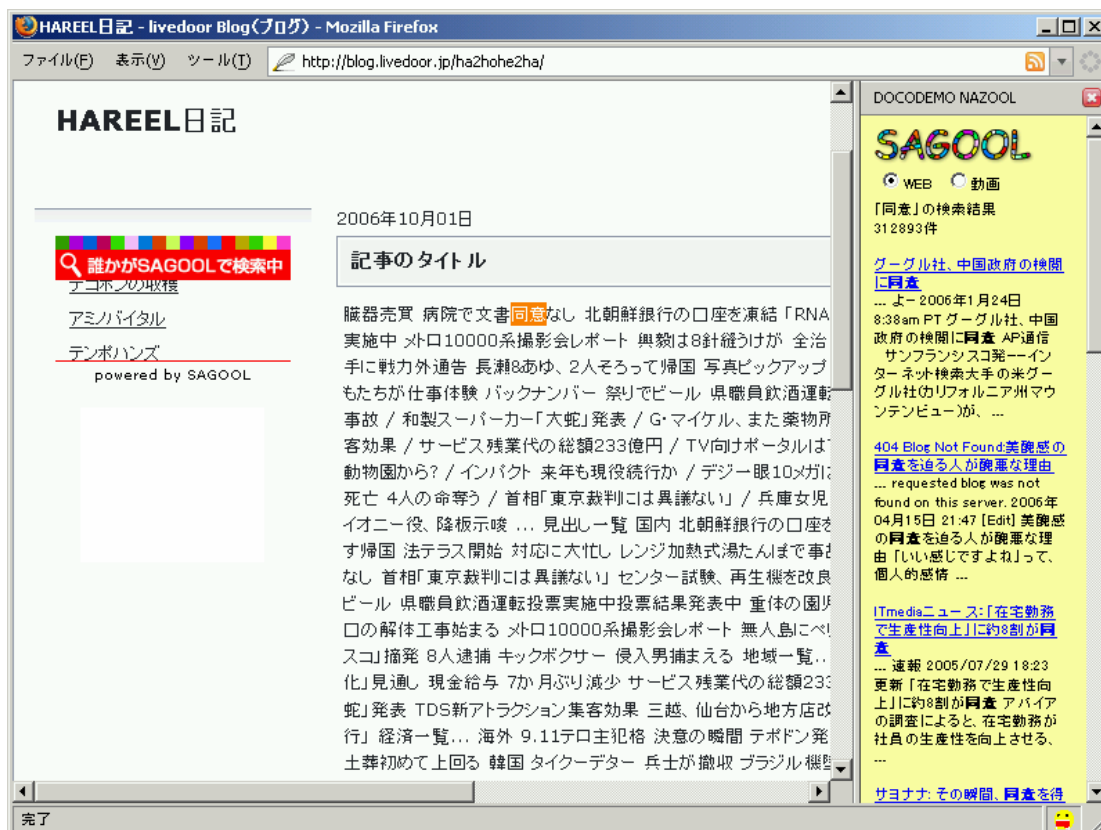 HAREEL日記 - livedoor Blog(ブログ) - Mozilla Firefox
ファイル(F) 表示(V) ツール(T) http://blog.livedoor.jp/ha2hohe2ha/
HAREEL日記
誰かがSAGOOLで検索中
デコポンの収穫
アミノバイタル
テンポハンズ
powered by SAGOOL
2006年10月01日
記事のタイトル
臓器売買 病院で文書同意なし 北朝鮮銀行の口座を凍結 「RNA
実施中 メトロ10000系撮影会レポート 興毅は8針縫うけが 全治
手に戦力外通告 長瀬&あゆ、2人そろって帰国 写真ピックアップ
もたちが仕事体験 バックナンバー 祭りでビール 県職員飲酒運転
事故 / 和製スーパーカー「大蛇」発表 / G・マイケル、また薬物所
客効果 / サービス残業代の総額233億円 / TV向けポータルは
動物園から? / インパクト 来年も現役続行か / デジ一眼10メガに
死亡 4人の命奪う / 首相「東京裁判には異議ない」 / 兵庫女児
イオニー役、降板示唆 ... 見出し一覧 国内 北朝鮮銀行の口座を
す帰国 法テラス開始 対応に大忙し レンジ加熱式湯たんぽで事故
なし 首相「東京裁判には異議ない」 センター試験、再生機を改良
ビール 県職員飲酒運転投票実施中投票結果発表中 重体の園児
口の解体工事始まる メトロ10000系撮影会レポート 無人島にペリ
スコ」摘発 8人逮捕 キックボクサー 侵入男捕まえる 地域一覧...
化」見通し 現金給与 7か月ぶり減少 サービス残業代の総額233
蛇」発表 TDS新アトラクション集客効果 三越、仙台から地方店改
行」 経済一覧... 海外 9.11テロ主犯格 決意の瞬間 テポドン発
土葬初めて上回る 韓国 タイクーデター 兵士が撤収 ブラジル機墜
DOCODEMO NAZOOL
SAGOOL
WEB 動画
「同意」の検索結果
312893件
グーグル社、中国政府の検閲
に同意
... よー 2006年1月24日
8:38am PT グーグル社、中国
政府の検閲に同意 AP通信
サンフランシスコ発――イン
ターネット検索大手の米グー
グル社(カリフォルニア州マウ
ンテンビュー)が、 ...
404 Blog Not Found:美醜感の
同意を迫る人が醜悪な理由
... requested blog was not
found on this server. 2006年
04月15日 21:47 [Edit] 美醜感
の同意を迫る人が醜悪な理
由 「いい感じですよね」って、
個人的感情 ...
ITmediaニュース:「在宅勤務
で生産性向上」に約8割が同
意
... 速報 2005/07/29 18:23
更新 「在宅勤務で生産性向
上」に約8割が同意 アバイア
の調査によると、在宅勤務が
社員の生産性を向上させる、
...
サヨナナ: その瞬間、同意を得
完了